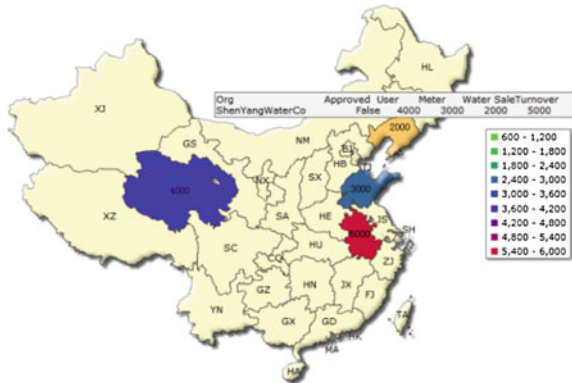 HL
XJ
Org Approved User Meter Water SaleTurnover
ShenYangWaterCo False 4000 3000 2000 5000
NM
2000
GS
BJ
TJ
HB
4000
NX
SX
3000
XZ
SA
HE
JS
6000
SH
SC
HU
CQ
ZJ
GZ
HN
JX
FJ
YN
GX
GD
TA
HK
MA
HA
600 - 1,200
1,200 - 1,800
1,800 - 2,400
2,400 - 3,000
3,000 - 3,600
3,600 - 4,200
4,200 - 4,800
4,800 - 5,400
5,400 - 6,000